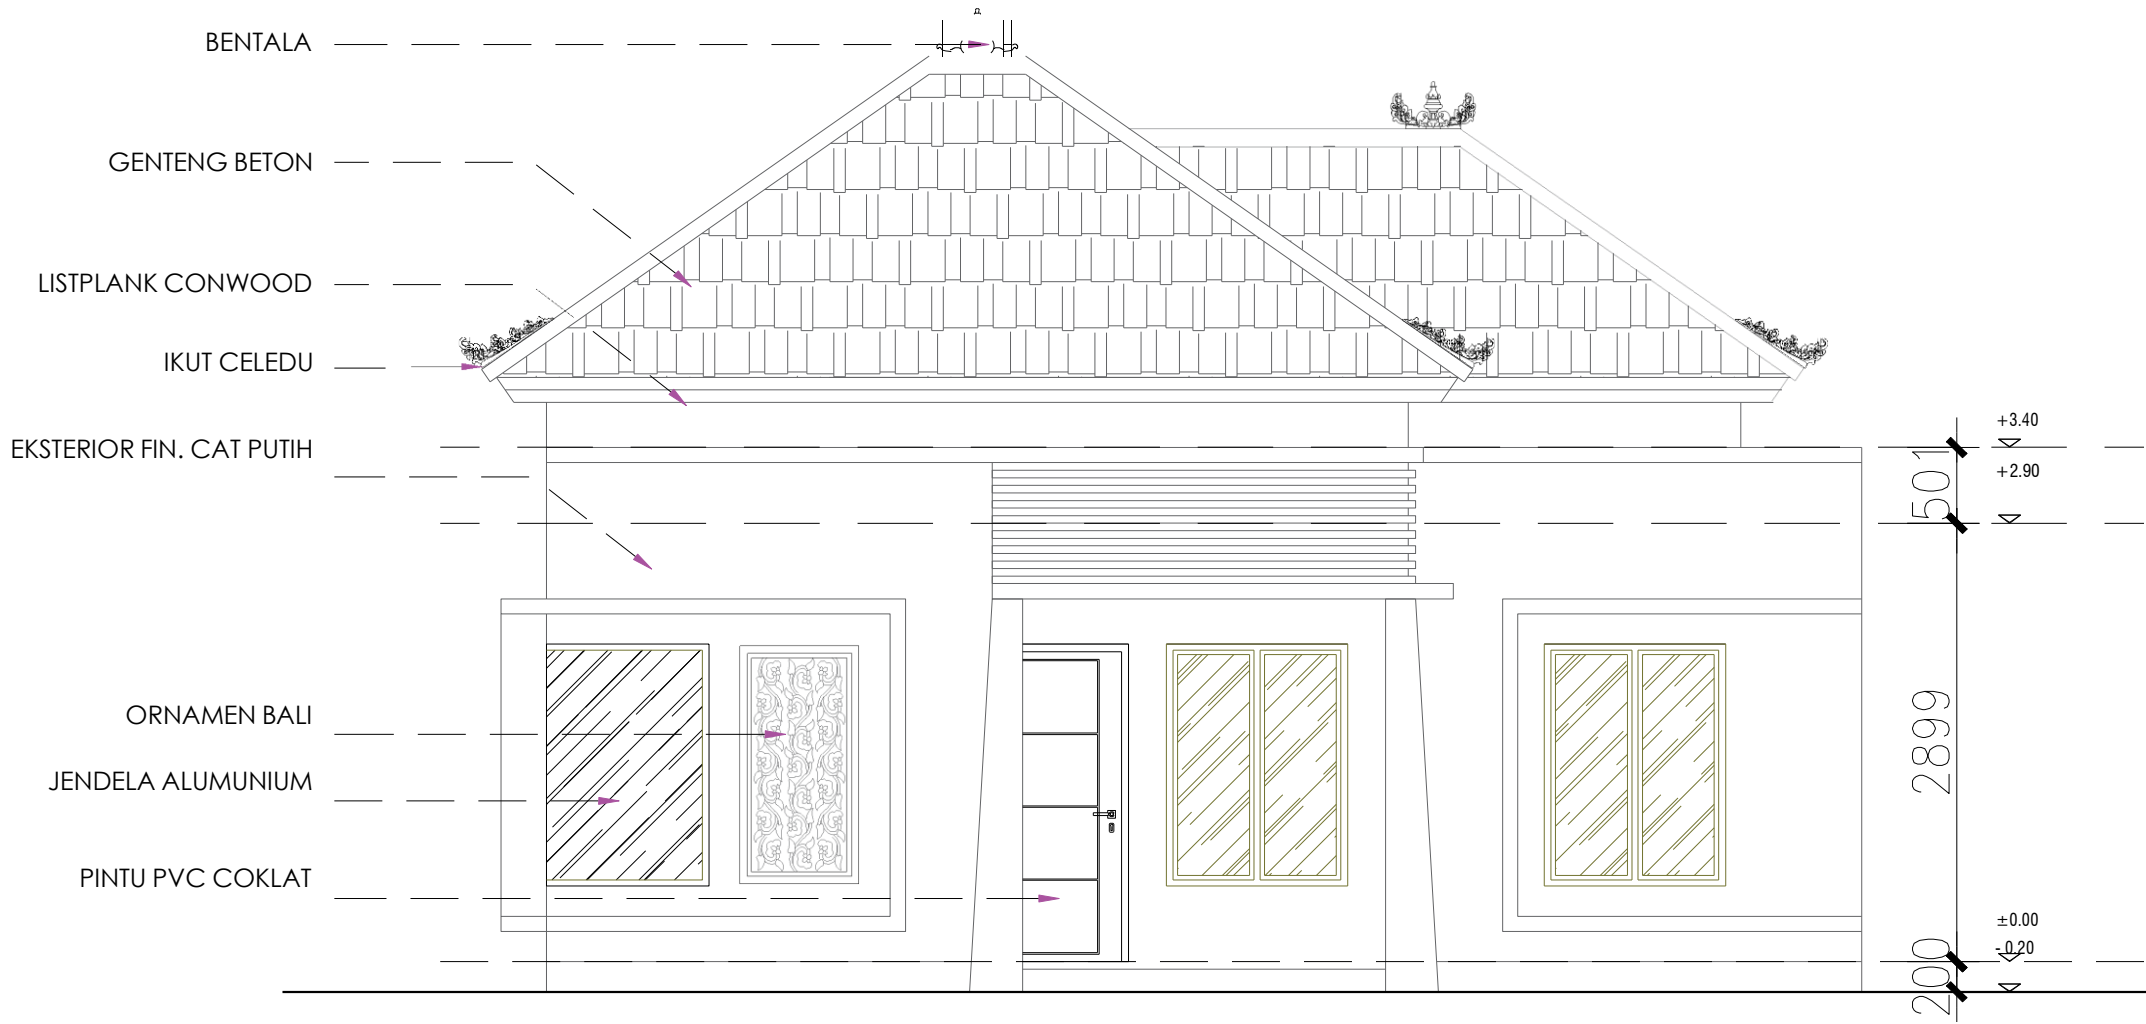 BENTALA
GENTENG BETON
LISTPLANK CONWOOD
IKUT CELEDU
EKSTERIOR FIN. CAT PUTIH
ORNAMEN BALI
JENDELA ALUMUNIUM
PINTU PVC COKLAT
+3.40
501
+2.90
2899
±0.00
-0.20
200